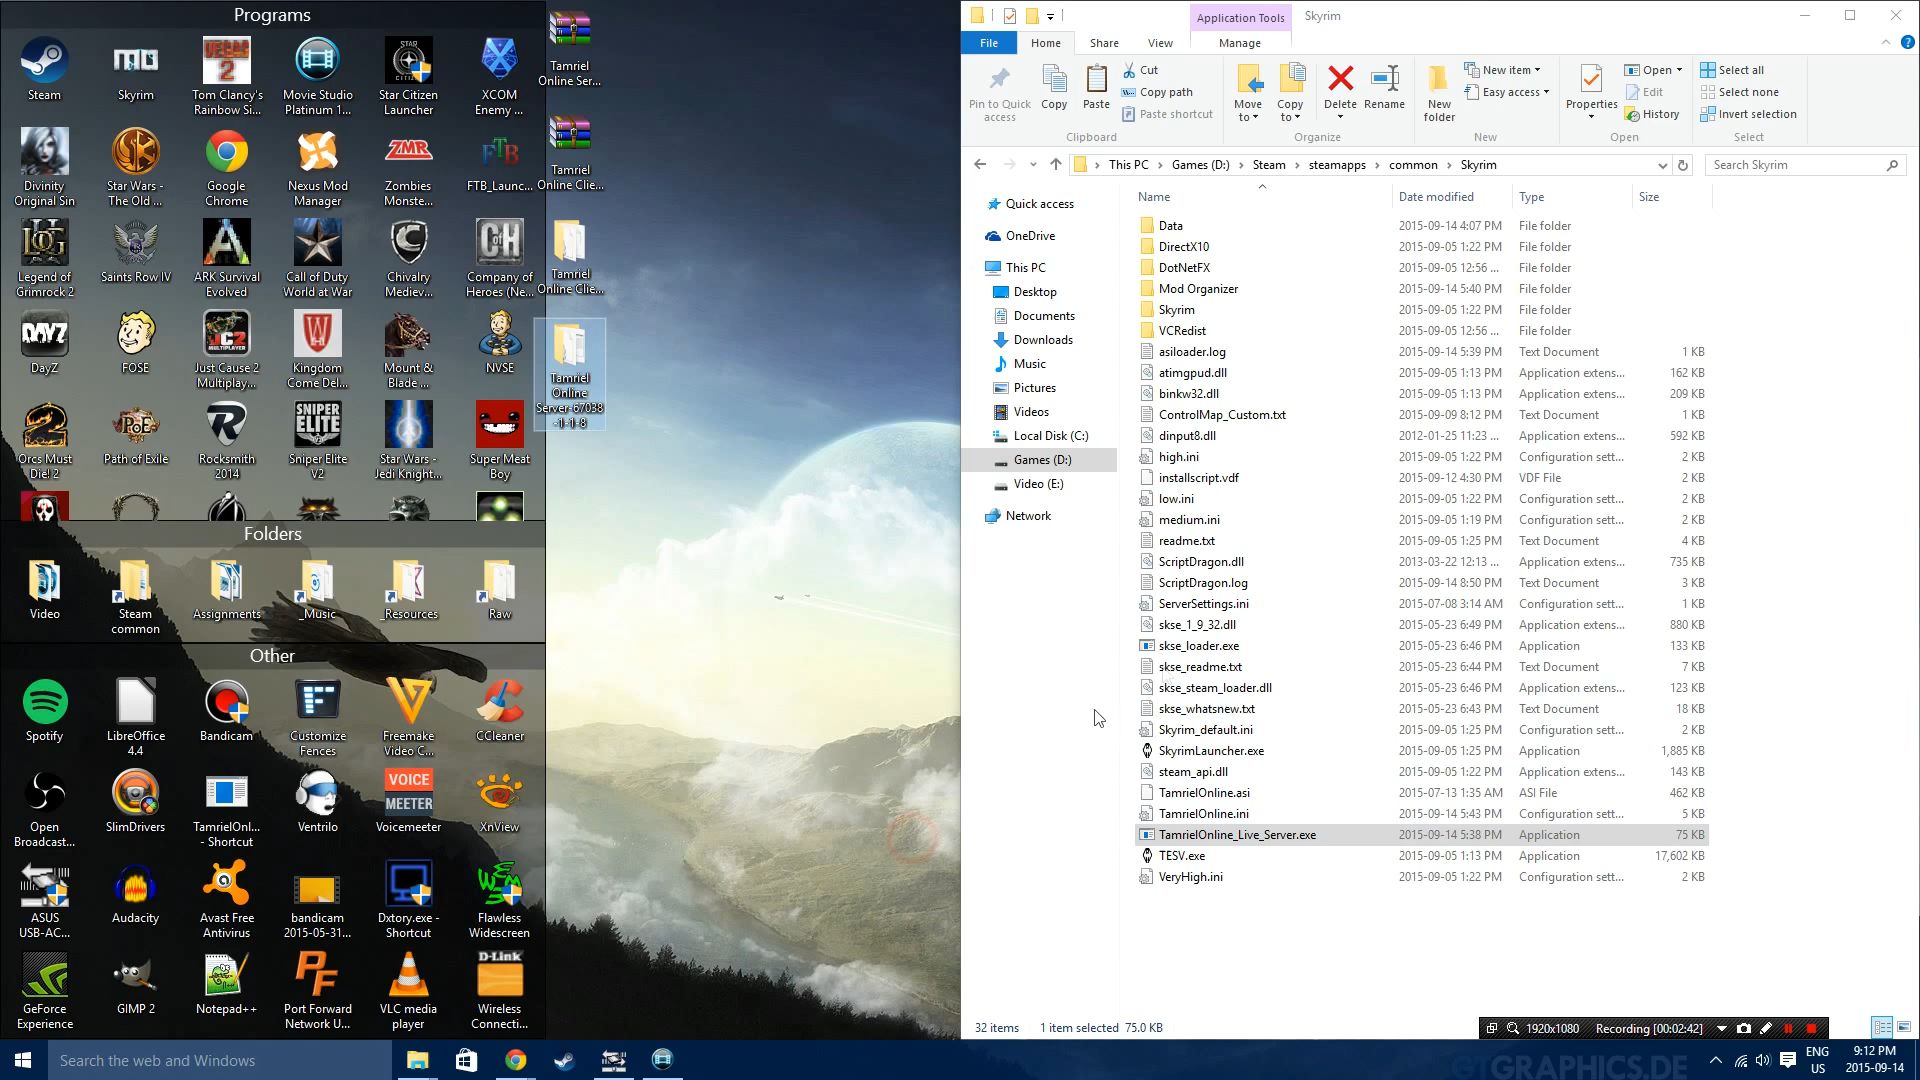 Programs
Steam
Skyrim
Tom Clancy's
Rainbow Si...
Movie Studio
Platinum 1...
Star Citizen
Launcher
XCOM
Enemy ...
Divinity
Original Sin
Star Wars -
The Old ...
Google
Chrome
Nexus Mod
Manager
Zombies
Monste...
FTB_Launc...
Legend of
Grimrock 2
Saints Row IV
ARK Survival
Evolved
Call of Duty
World at War
Chivalry
Mediev...
Company of
Heroes (Ne...
DayZ
FOSE
Just Cause 2
Multiplay...
Kingdom
Come Del...
Mount &
Blade ...
NVSE
Orcs Must
Die! 2
Path of Exile
Rocksmith
2014
Sniper Elite
V2
Star Wars -
Jedi Knight...
Super Meat
Boy
Tamriel
Online Ser...
Tamriel
Online Clie...
Tamriel
Online Clie...
Tamriel
Online
Server-67038
-1-1-8
Folders
Video
Steam
common
Assignments
_Music
_Resources
Raw
Other
Spotify
LibreOffice
4.4
Bandicam
Customize
Fences
Freemake
Video C...
CCleaner
Open
Broadcast...
SlimDrivers
TamrielOnl...
- Shortcut
Ventrilo
Voicemeeter
XnView
ASUS
USB-AC...
Audacity
Avast Free
Antivirus
bandicam
2015-05-31...
Dxtory.exe -
Shortcut
Flawless
Widescreen
GeForce
Experience
GIMP 2
Notepad++
Port Forward
Network U...
VLC media
player
Wireless
Connecti...
Application Tools
Skyrim
File
Home
Share
View
Manage
Pin to Quick
access
Copy
Paste
Cut
Copy path
Paste shortcut
Clipboard
Move
to
Copy
to
Delete
Rename
Organize
New
folder
New item
Easy access
New
Properties
Open
Edit
History
Open
Select all
Select none
Invert selection
Select
This PC > Games (D:) > Steam > steamapps > common > Skyrim
Search Skyrim
Quick access
OneDrive
This PC
Desktop
Documents
Downloads
Music
Pictures
Videos
Local Disk (C:)
Games (D:)
Video (E:)
Network
Name Date modified Type Size
Data 2015-09-14 4:07 PM File folder
DirectX10 2015-09-05 1:22 PM File folder
DotNetFX 2015-09-05 12:56 ... File folder
Mod Organizer 2015-09-14 5:40 PM File folder
Skyrim 2015-09-05 1:22 PM File folder
VCRedist 2015-09-05 12:56 ... File folder
asiloader.log 2015-09-14 5:39 PM Text Document 1 KB
atimgpud.dll 2015-09-05 1:13 PM Application extens... 162 KB
binkw32.dll 2015-09-05 1:13 PM Application extens... 209 KB
ControlMap_Custom.txt 2015-09-09 8:12 PM Text Document 1 KB
dinput8.dll 2012-01-25 11:23 ... Application extens... 592 KB
high.ini 2015-09-05 1:22 PM Configuration sett... 2 KB
installscript.vdf 2015-09-12 4:30 PM VDF File 2 KB
low.ini 2015-09-05 1:22 PM Configuration sett... 2 KB
medium.ini 2015-09-05 1:19 PM Configuration sett... 2 KB
readme.txt 2015-09-05 1:25 PM Text Document 4 KB
ScriptDragon.dll 2013-03-22 12:13 ... Application extens... 735 KB
ScriptDragon.log 2015-09-14 8:50 PM Text Document 3 KB
ServerSettings.ini 2015-07-08 3:14 AM Configuration sett... 1 KB
skse_1_9_32.dll 2015-05-23 6:49 PM Application extens... 880 KB
skse_loader.exe 2015-05-23 6:46 PM Application 133 KB
skse_readme.txt 2015-05-23 6:44 PM Text Document 7 KB
skse_steam_loader.dll 2015-05-23 6:46 PM Application extens... 123 KB
skse_whatsnew.txt 2015-05-23 6:43 PM Text Document 18 KB
Skyrim_default.ini 2015-09-05 1:25 PM Configuration sett... 2 KB
SkyrimLauncher.exe 2015-09-05 1:25 PM Application 1,885 KB
steam_api.dll 2015-09-05 1:22 PM Application extens... 143 KB
TamrielOnline.asi 2015-07-13 1:35 AM ASI File 462 KB
TamrielOnline.ini 2015-09-14 5:43 PM Configuration sett... 5 KB
TamrielOnline_Live_Server.exe 2015-09-14 5:38 PM Application 75 KB
TESV.exe 2015-09-05 1:13 PM Application 17,602 KB
VeryHigh.ini 2015-09-05 1:22 PM Configuration sett... 2 KB
32 items 1 item selected 75.0 KB
1920x1080 Recording [00:02:42]
Search the web and Windows
GTGRAPHICS.DE
ENG
US
9:12 PM
2015-09-14